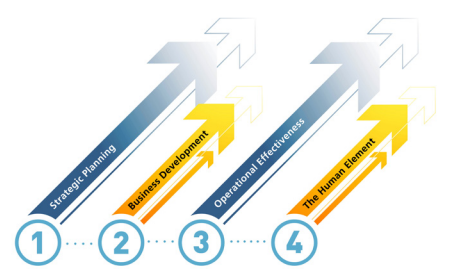 Strategic Planning
Business Development
Operational Effectiveness
The Human Element
1 2 3 4